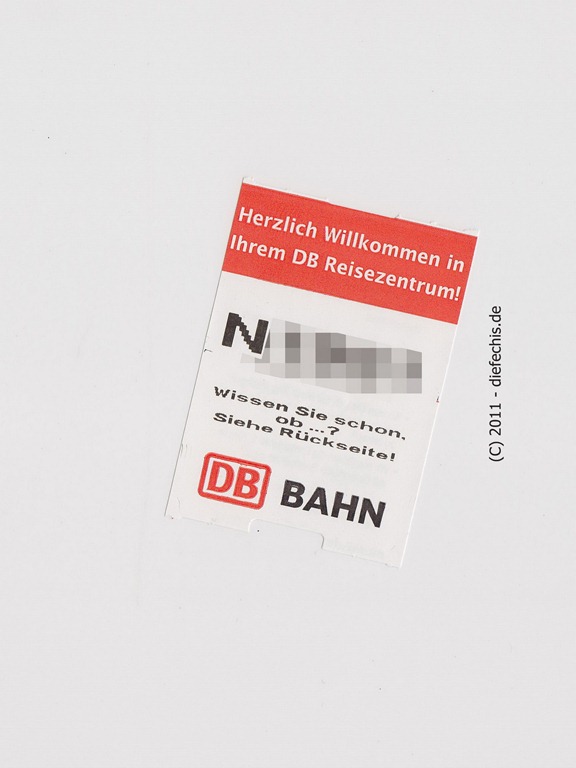 Herzlich Willkommen in
Ihrem DB Reisezentrum!
N
Wissen Sie schon,
ob ...?
Siehe Rückseite!
DB BAHN
(C) 2011 - diefechis.de